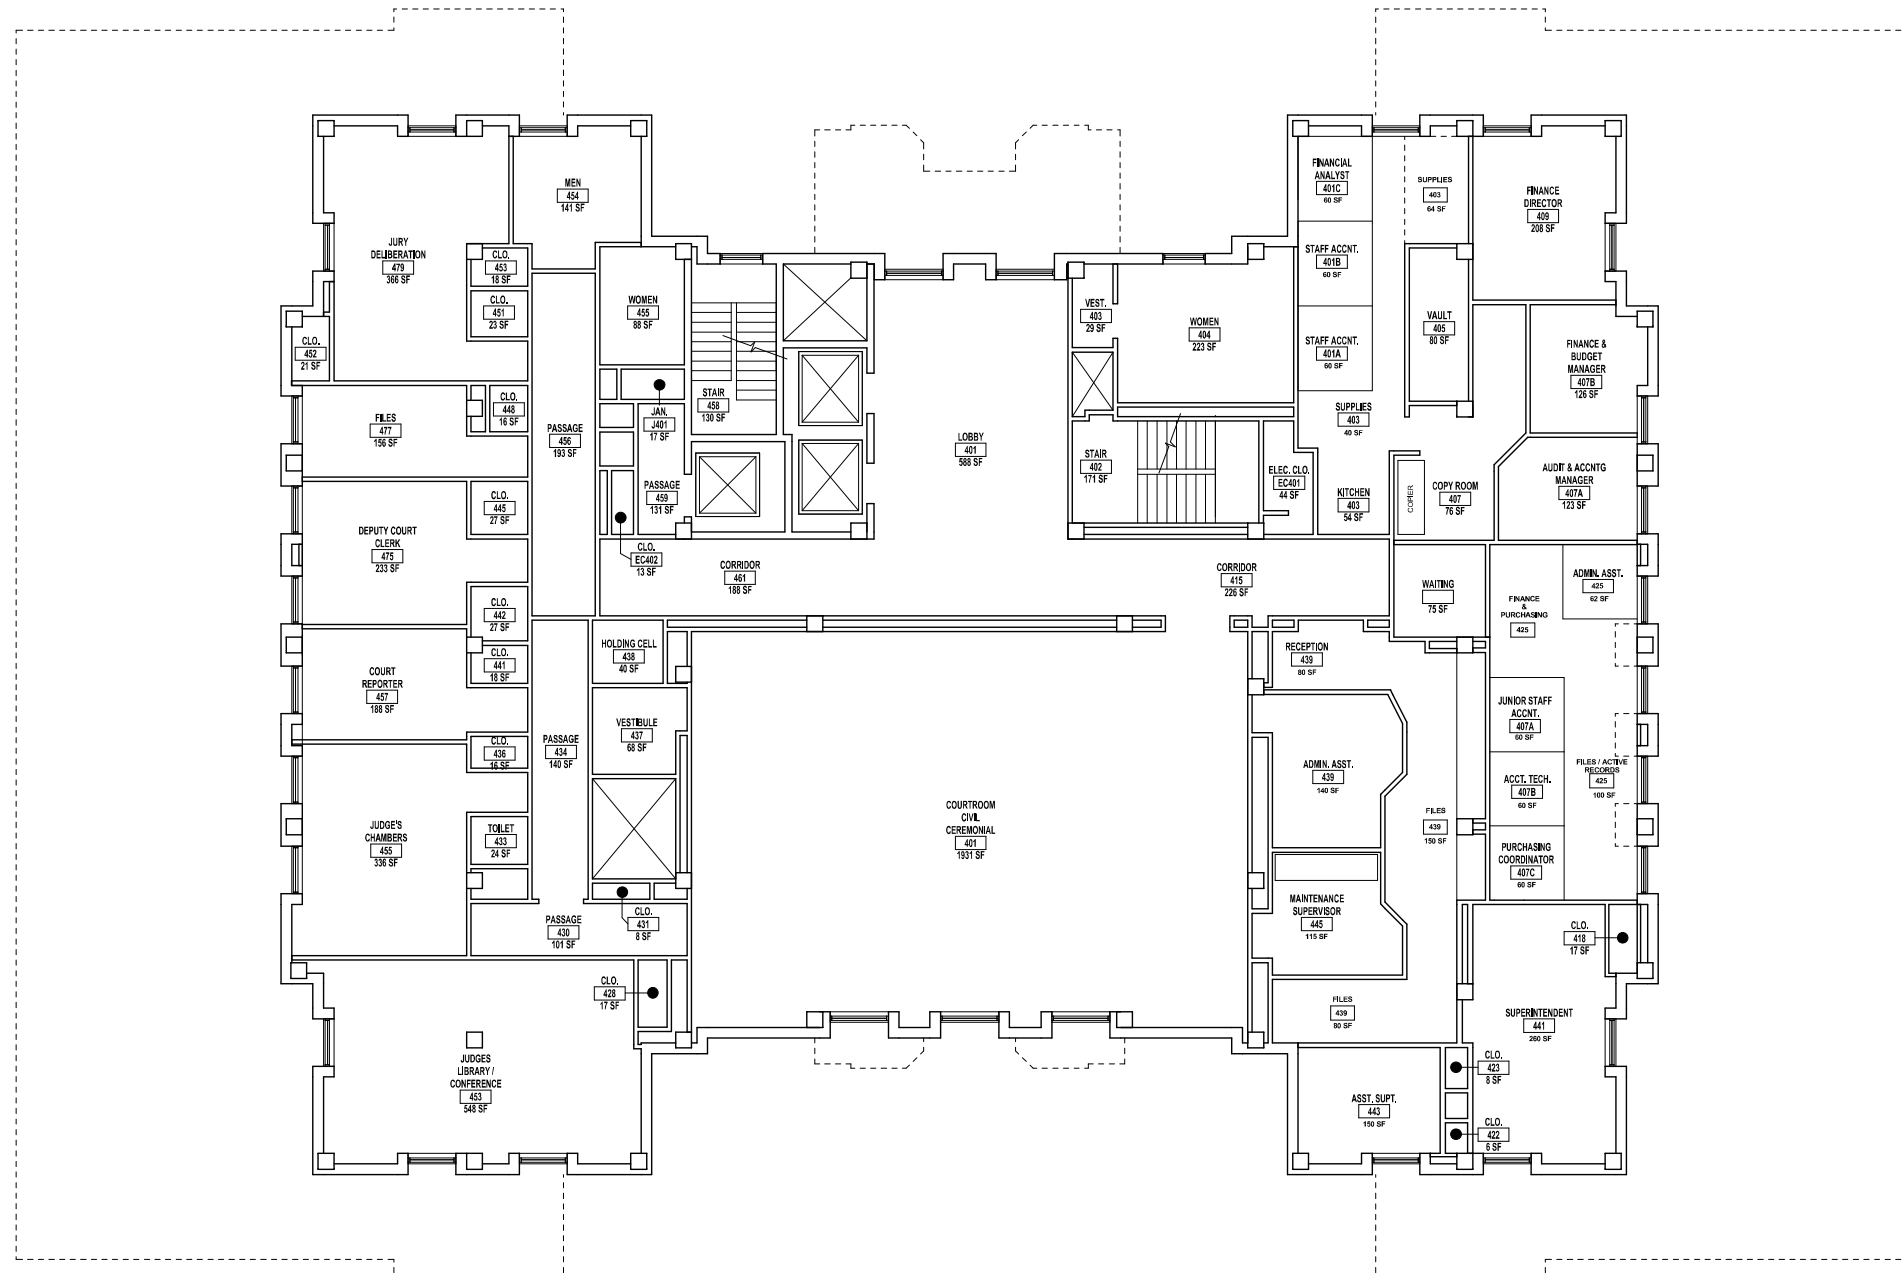 JURY
DELIBERATION
479
366 SF
MEN
454
141 SF
CLO.
453
18 SF
CLO.
451
23 SF
CLO.
452
21 SF
FILES
477
156 SF
CLO.
448
16 SF
PASSAGE
456
193 SF
WOMEN
455
88 SF
JAN.
J401
17 SF
STAIR
458
130 SF
PASSAGE
459
131 SF
CLO.
EC402
13 SF
DEPUTY COURT
CLERK
475
233 SF
CLO.
445
27 SF
CLO.
442
27 SF
COURT
REPORTER
457
188 SF
CLO.
441
18 SF
CLO.
436
16 SF
JUDGE'S
CHAMBERS
455
336 SF
TOILET
433
24 SF
PASSAGE
434
140 SF
HOLDING CELL
438
40 SF
VESTIBULE
437
68 SF
CLO.
431
8 SF
PASSAGE
430
101 SF
CLO.
428
17 SF
JUDGES
LIBRARY /
CONFERENCE
453
548 SF
CORRIDOR
461
188 SF
LOBBY
401
588 SF
CORRIDOR
415
226 SF
COURTROOM
CIVIL
CEREMONIAL
401
1931 SF
VEST.
403
29 SF
WOMEN
404
223 SF
STAIR
402
171 SF
ELEC. CLO.
EC401
44 SF
FINANCIAL
ANALYST
401C
60 SF
STAFF ACCNT.
401B
60 SF
STAFF ACCNT.
401A
60 SF
SUPPLIES
403
64 SF
FINANCE
DIRECTOR
409
208 SF
VAULT
405
80 SF
SUPPLIES
403
40 SF
KITCHEN
403
54 SF
COPIER
COPY ROOM
407
76 SF
FINANCE &
BUDGET
MANAGER
407B
126 SF
AUDIT & ACCNTG
MANAGER
407A
123 SF
WAITING
75 SF
FINANCE
&
PURCHASING
425
ADMIN. ASST.
425
62 SF
RECEPTION
439
80 SF
JUNIOR STAFF
ACCNT.
407A
60 SF
ACCT. TECH.
407B
60 SF
FILES / ACTIVE
RECORDS
425
100 SF
PURCHASING
COORDINATOR
407C
60 SF
ADMIN. ASST.
439
140 SF
FILES
439
150 SF
MAINTENANCE
SUPERVISOR
445
115 SF
FILES
439
80 SF
CLO.
418
17 SF
SUPERINTENDENT
441
260 SF
CLO.
423
8 SF
CLO.
422
6 SF
ASST. SUPT.
443
150 SF